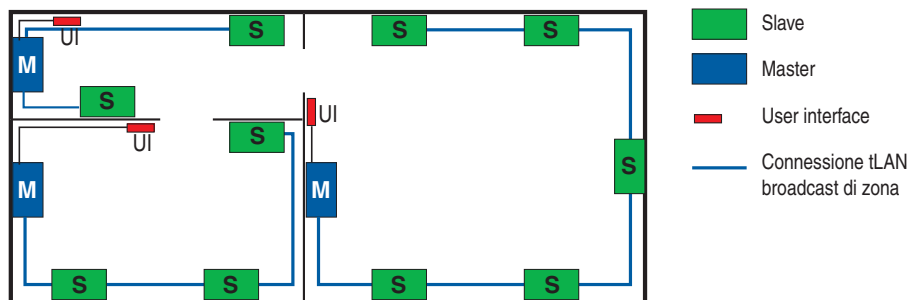 UI
S
S
S
M
S
UI
UI
S
M
S
M
S
S
S
S
Slave
Master
User interface
Connessione tLAN
broadcast di zona